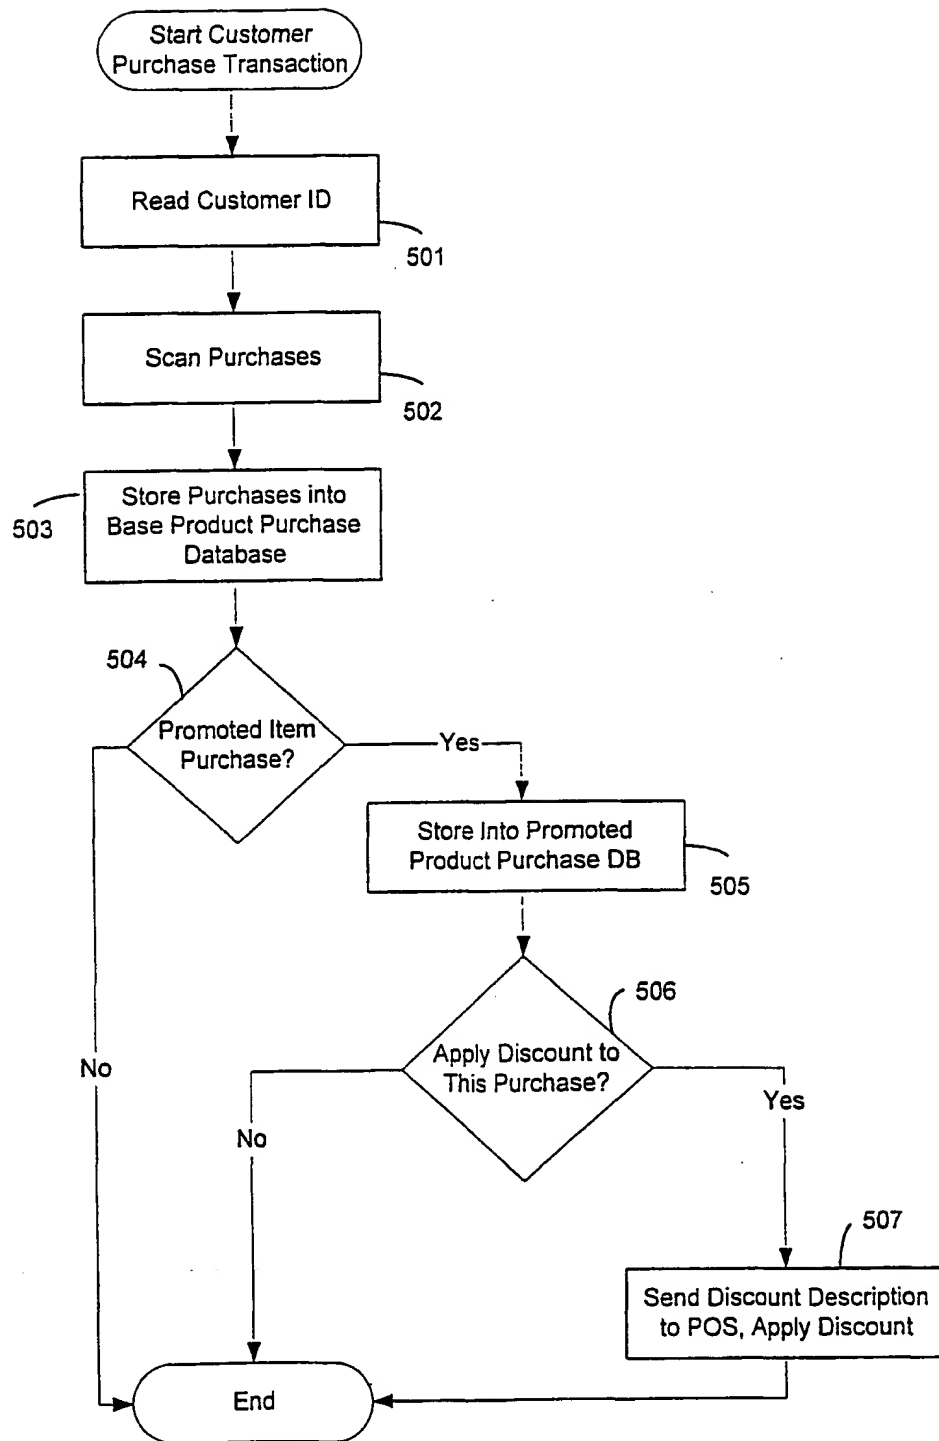 Start Customer
Purchase Transaction
Read Customer ID
501
Scan Purchases
502
Store Purchases into
Base Product Purchase
Database
503
504
Promoted Item
Purchase?
Yes
Store Into Promoted
Product Purchase DB
505
506
Apply Discount to
This Purchase?
No
No
Yes
507
Send Discount Description
to POS, Apply Discount
End